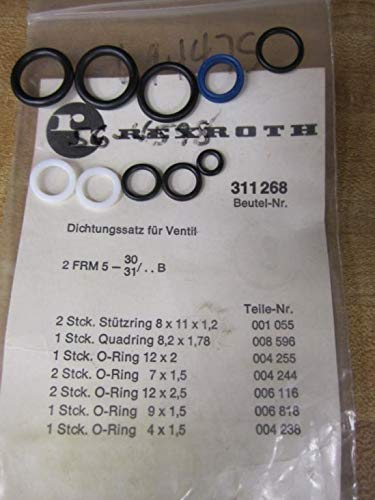 REXROTH
311 268
Beutel-Nr.
Dichtungssatz für Ventil
2 FRM 5 – 30/31/. . B
Teile-Nr.
2 Stck. Stützring 8 x 11 x 1,2 001 055
1 Stck. Quadring 8,2 x 1,78 008 596
1 Stck. O-Ring 12 x 2 004 255
2 Stck. O-Ring 7 x 1,5 004 244
2 Stck. O-Ring 12 x 2,5 006 116
1 Stck. O-Ring 9 x 1,5 006 818
1 Stck. O-Ring 4 x 1,5 004 238